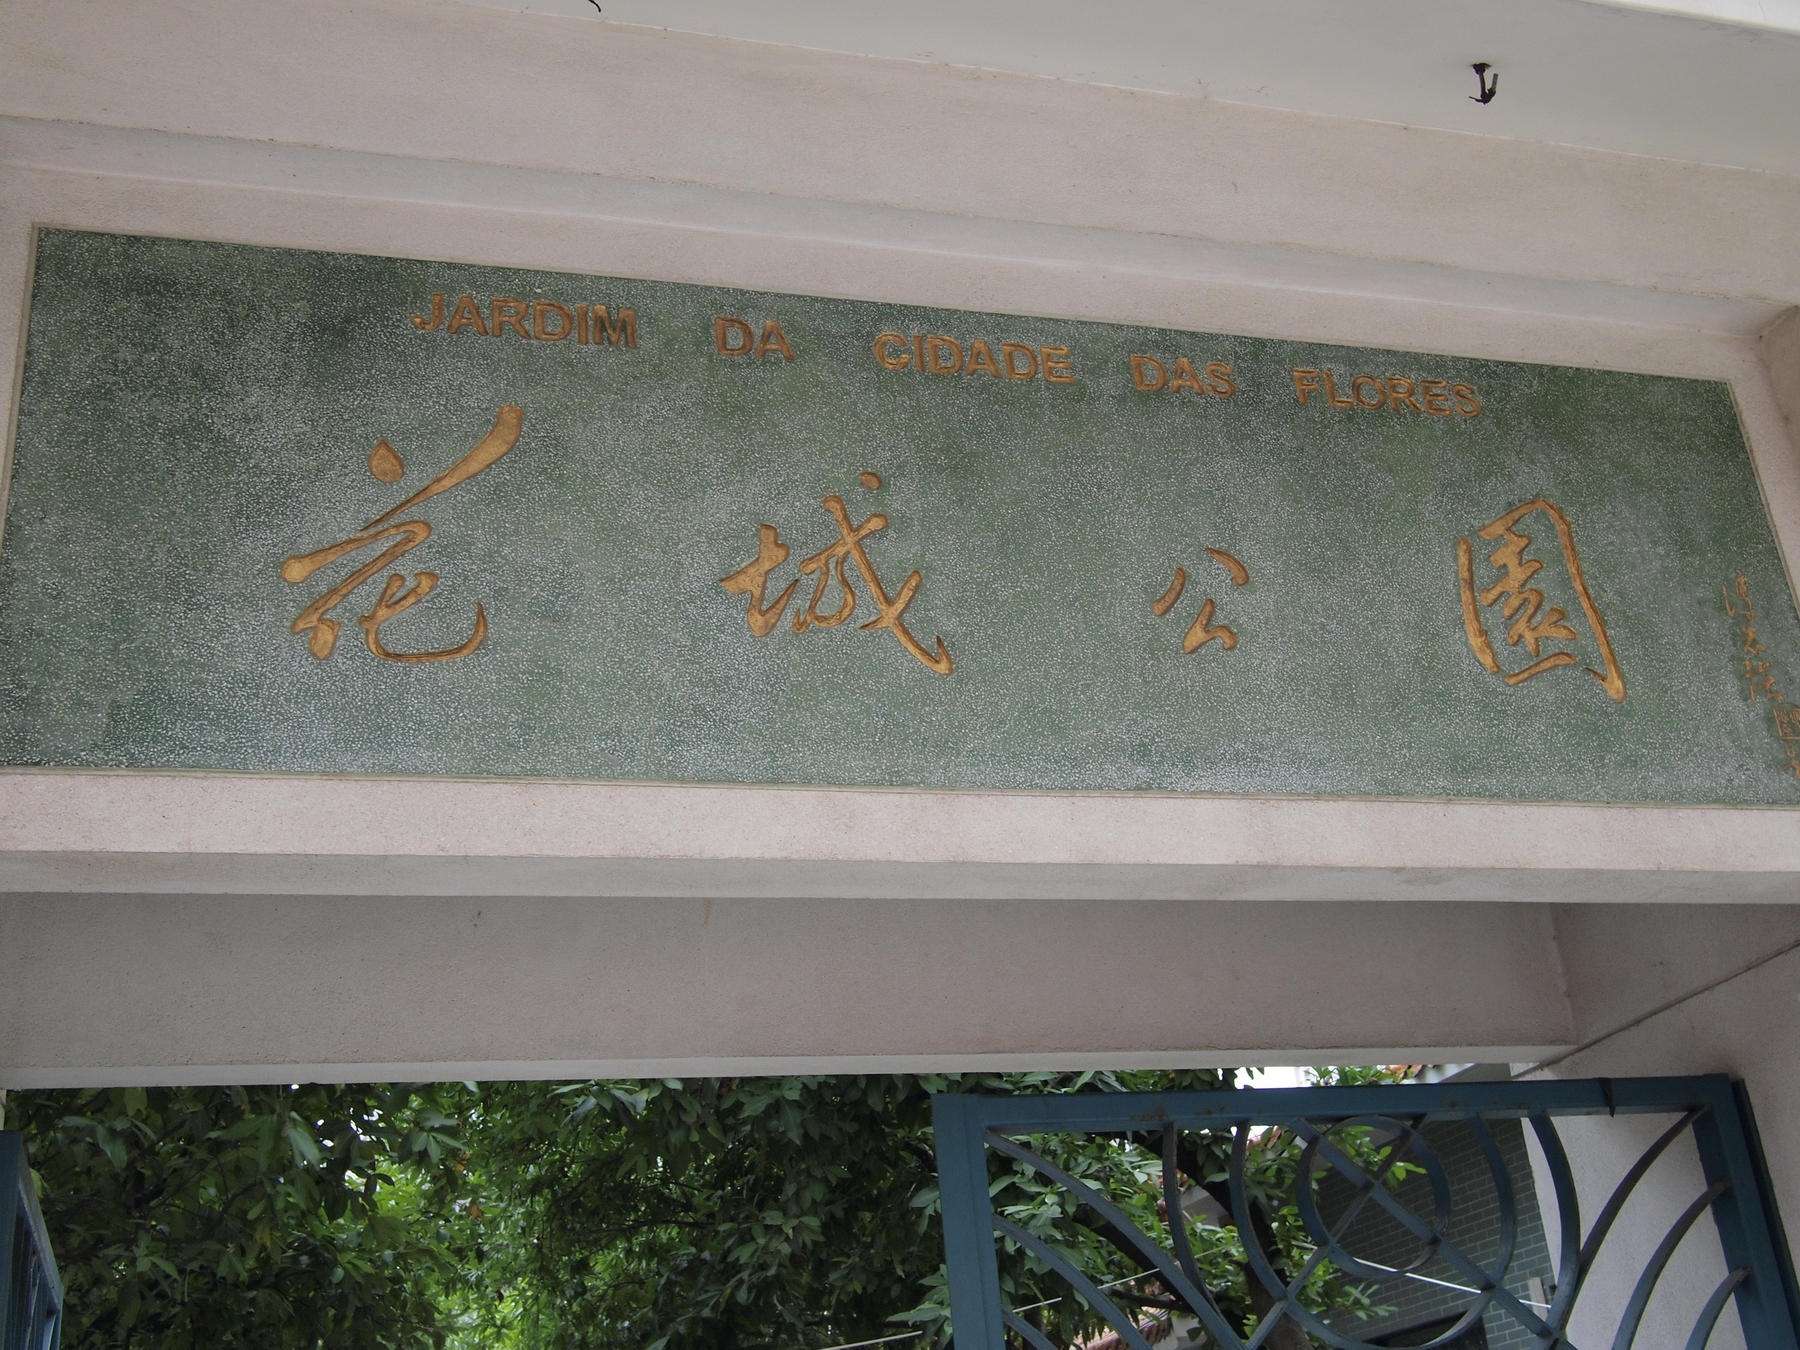 JARDIM DA CIDADE DAS FLORES
花城公園